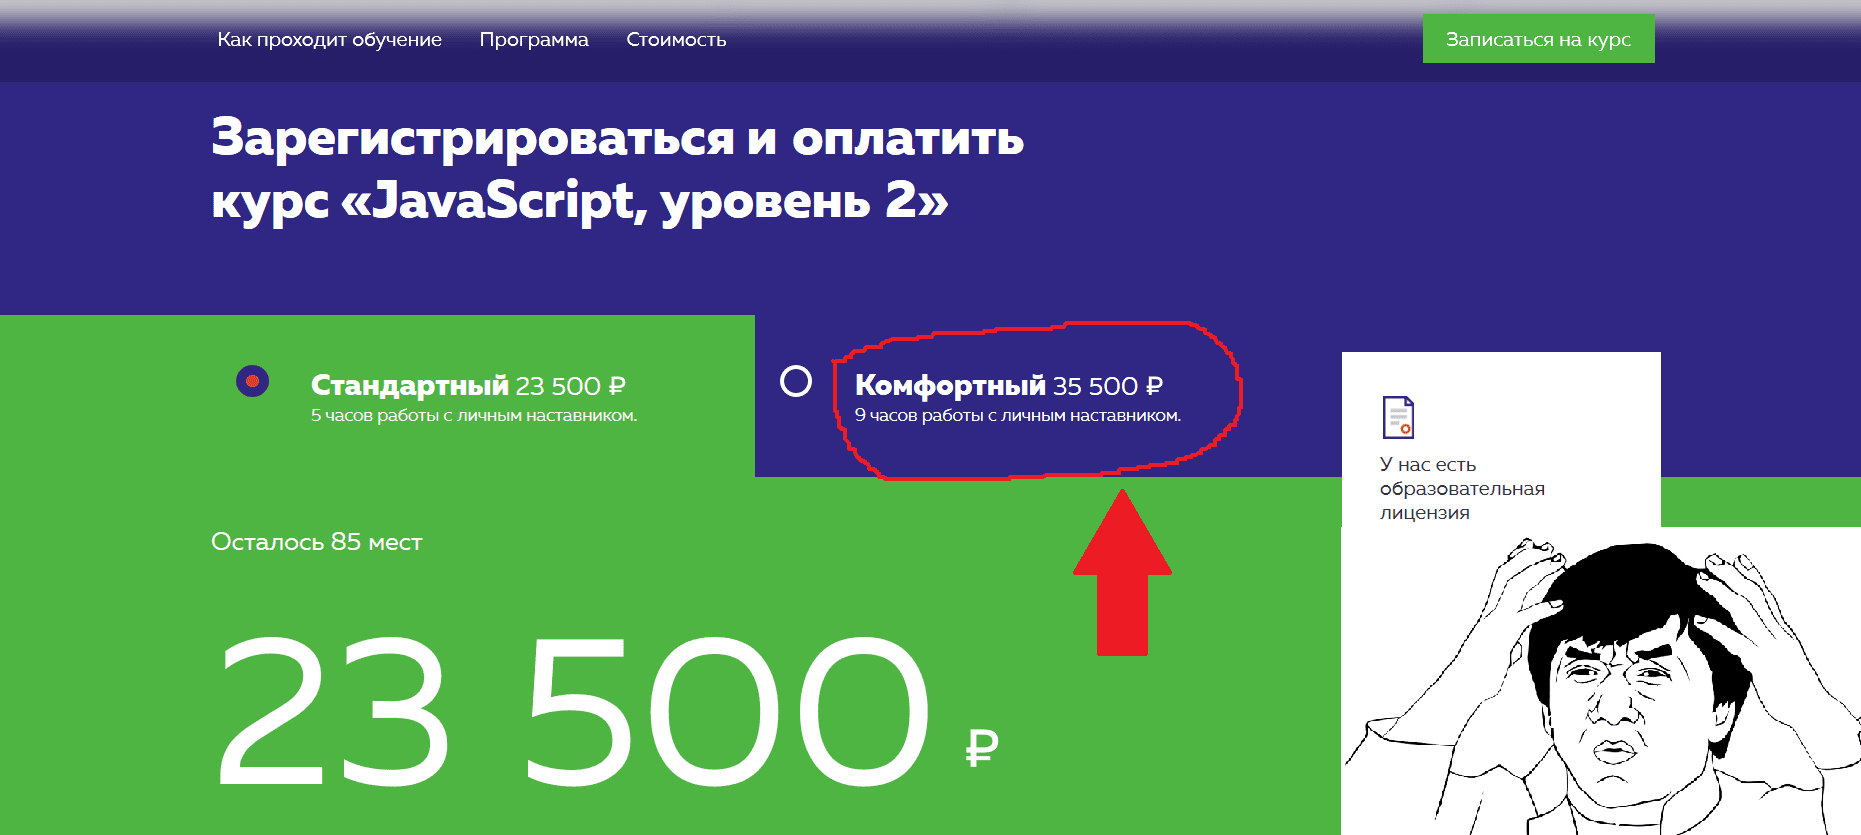 Как проходит обучение Программа Стоимость Записаться на курс
Зарегистрироваться и оплатить
курс «JavaScript, уровень 2»
Стандартный 23 500 ₽
5 часов работы с личным наставником.
Комфортный 35 500 ₽
9 часов работы с личным наставником.
У нас есть
образовательная
лицензия
Осталось 85 мест
23 500 ₽